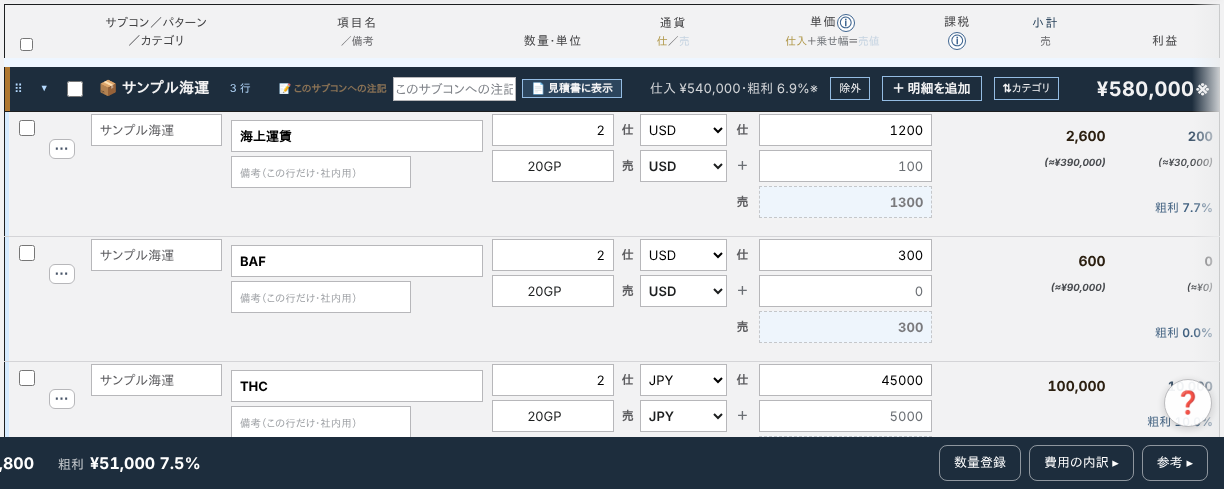 サブコン／パターン
／カテゴリ
項目名
／備考
数量・単位
通貨
仕／売
単価ⓘ
仕入＋乗せ幅＝売値
課税
ⓘ
小計
売
利益
⠿ ▼ 📦 サンプル海運 3 行 📝 このサブコンへの注記 このサブコンへの注記 📄 見積書に表示 仕入 ¥540,000・粗利 6.9%※ 除外 ＋明細を追加 ⇅カテゴリ ¥580,000※
サンプル海運 海上運賃 2 仕 USD 仕 1200 2,600 200
… 備考（この行だけ・社内用） 20GP 売 USD ＋ 100 (≈¥390,000) (≈¥30,000)
売 1300 粗利 7.7%
サンプル海運 BAF 2 仕 USD 仕 300 600 0
… 備考（この行だけ・社内用） 20GP 売 USD ＋ 0 (≈¥90,000) (≈¥0)
売 300 粗利 0.0%
サンプル海運 THC 2 仕 JPY 仕 45000 100,000
… 備考（この行だけ・社内用） 20GP 売 JPY ＋ 5000 粗利
?
,800 粗利 ¥51,000 7.5% 数量登録 費用の内訳 ▸ 参考 ▸